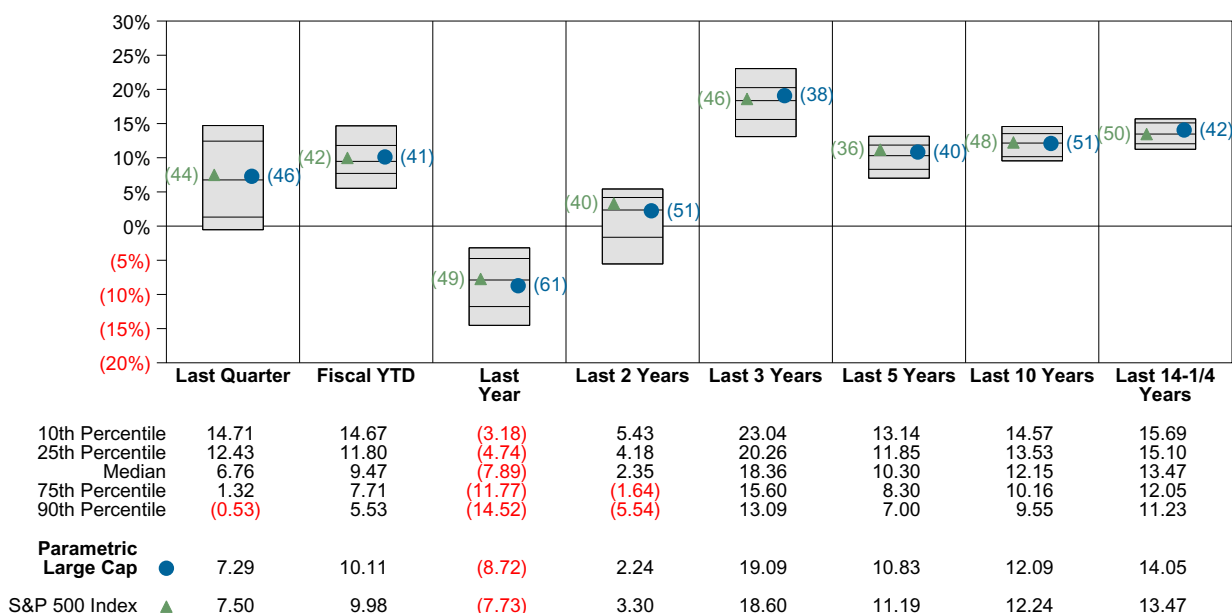 30%
25%
20%
15%
10%
5%
0%
(5%)
(10%)
(15%)
(20%)
(44) (46) (42) (41) (49) (61) (40) (51) (46) (38) (36) (40) (48) (51) (50) (42)
Last Quarter Fiscal YTD Last Last 2 Years Last 3 Years Last 5 Years Last 10 Years Last 14-1/4
Year Years
10th Percentile 14.71 14.67 (3.18) 5.43 23.04 13.14 14.57 15.69
25th Percentile 12.43 11.80 (4.74) 4.18 20.26 11.85 13.53 15.10
Median 6.76 9.47 (7.89) 2.35 18.36 10.30 12.15 13.47
75th Percentile 1.32 7.71 (11.77) (1.64) 15.60 8.30 10.16 12.05
90th Percentile (0.53) 5.53 (14.52) (5.54) 13.09 7.00 9.55 11.23
Parametric
Large Cap 7.29 10.11 (8.72) 2.24 19.09 10.83 12.09 14.05
S&P 500 Index 7.50 9.98 (7.73) 3.30 18.60 11.19 12.24 13.47